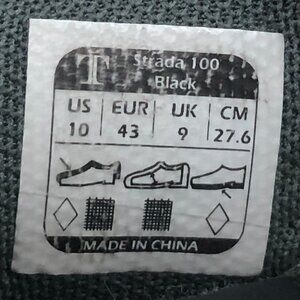 T Strada 100
Black
US EUR UK CM
10 43 9 27.6
MADE IN CHINA